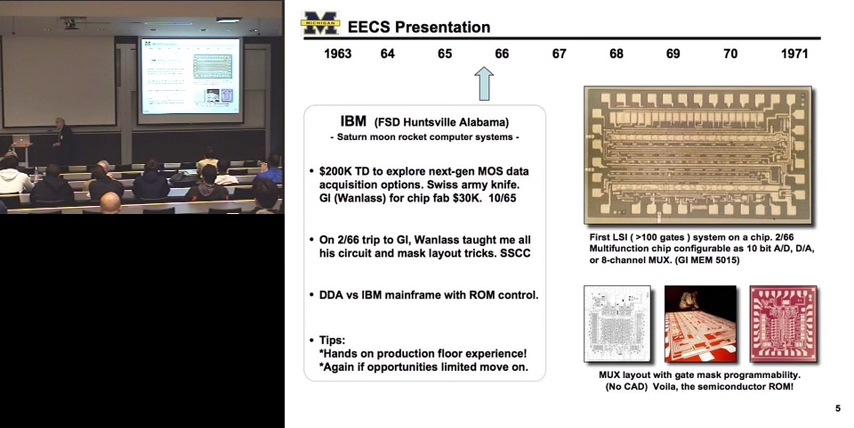 MICHIGAN
EECS Presentation
1963 64 65 66 67 68 69 70 1971
IBM (FSD Huntsville Alabama)
- Saturn moon rocket computer systems -
• $200K TD to explore next-gen MOS data
acquisition options. Swiss army knife.
GI (Wanlass) for chip fab $30K. 10/65
• On 2/66 trip to GI, Wanlass taught me all
his circuit and mask layout tricks. SSCC
• DDA vs IBM mainframe with ROM control.
• Tips:
*Hands on production floor experience!
*Again if opportunities limited move on.
First LSI ( >100 gates ) system on a chip. 2/66
Multifunction chip configurable as 10 bit A/D, D/A,
or 8-channel MUX. (GI MEM 5015)
MUX layout with gate mask programmability.
(No CAD) Voila, the semiconductor ROM!
5